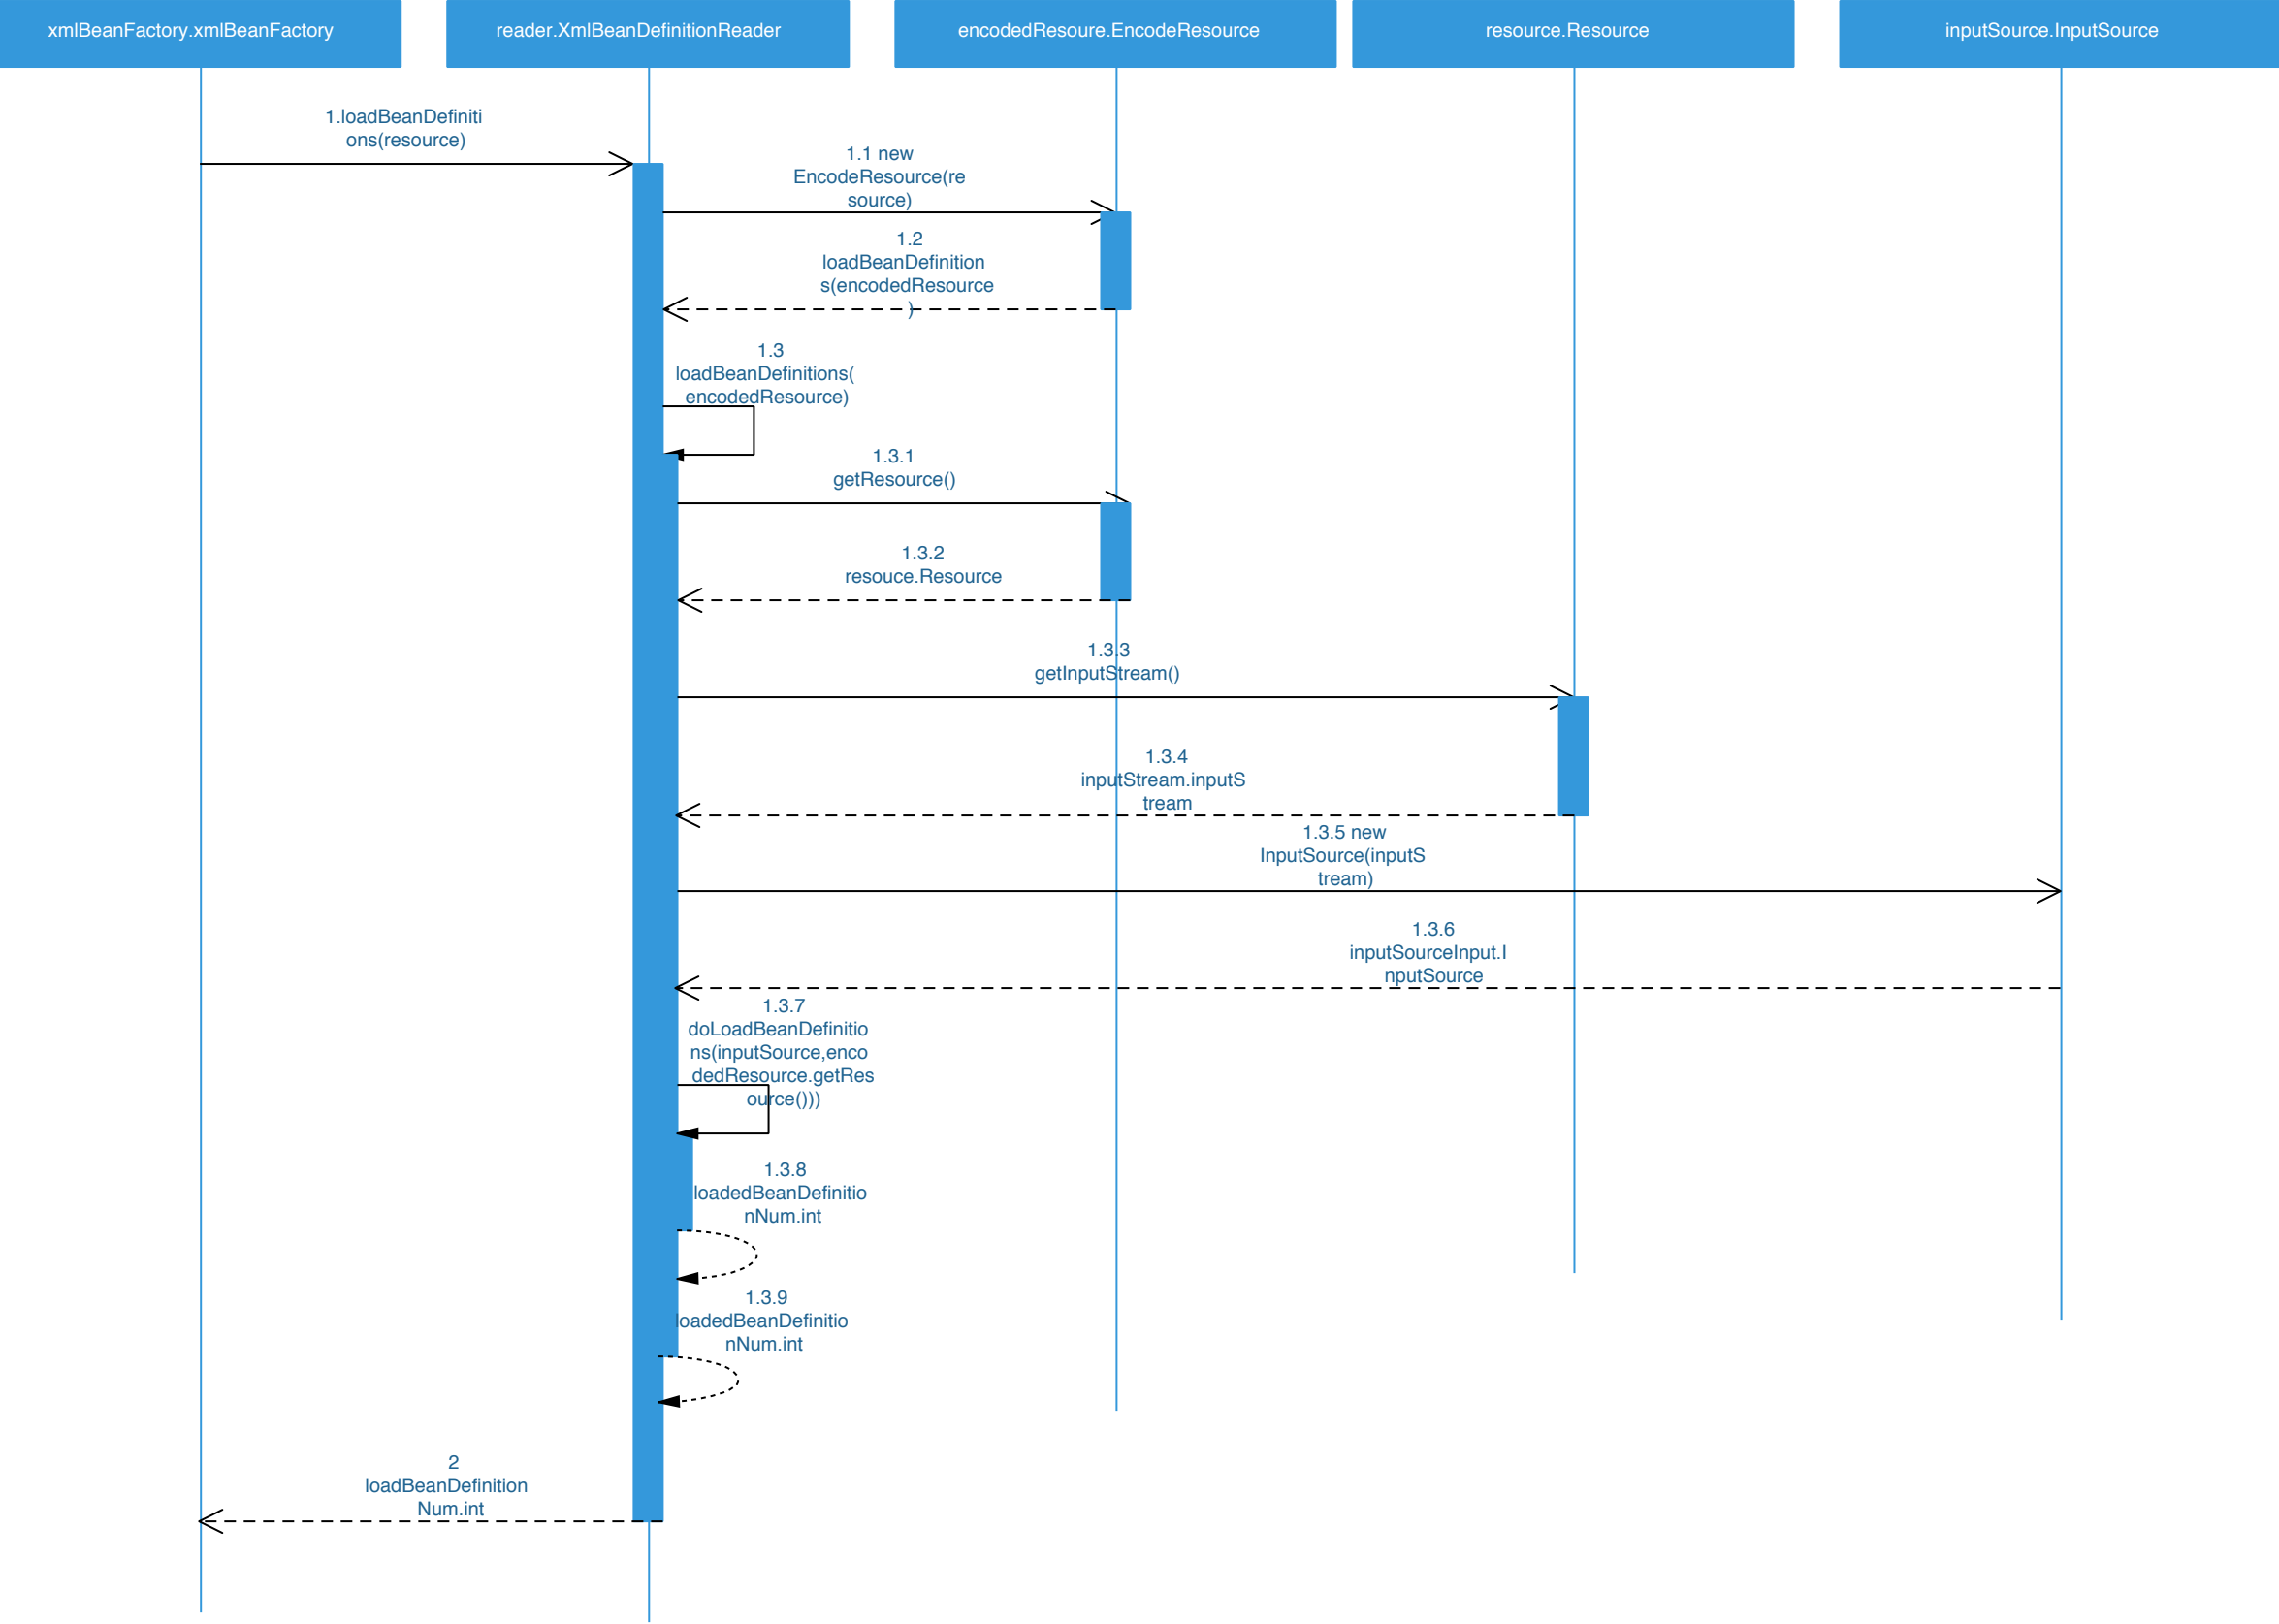 xmlBeanFactory.xmlBeanFactory
reader.XmlBeanDefinitionReader
encodedResoure.EncodeResource
resource.Resource
inputSource.InputSource
1.loadBeanDefiniti
ons(resource)
1.1 new
EncodeResource(re
source)
1.2
loadBeanDefinition
s(encodedResource
)
1.3
loadBeanDefinitions(
encodedResource)
1.3.1
getResource()
1.3.2
resouce.Resource
1.3.3
getInputStream()
1.3.4
inputStream.inputS
tream
1.3.5 new
InputSource(inputS
tream)
1.3.6
inputSourceInput.I
nputSource
1.3.7
doLoadBeanDefinitio
ns(inputSource,enco
dedResource.getRes
ource()))
1.3.8
loadedBeanDefinitio
nNum.int
1.3.9
loadedBeanDefinitio
nNum.int
2
loadBeanDefinition
Num.int